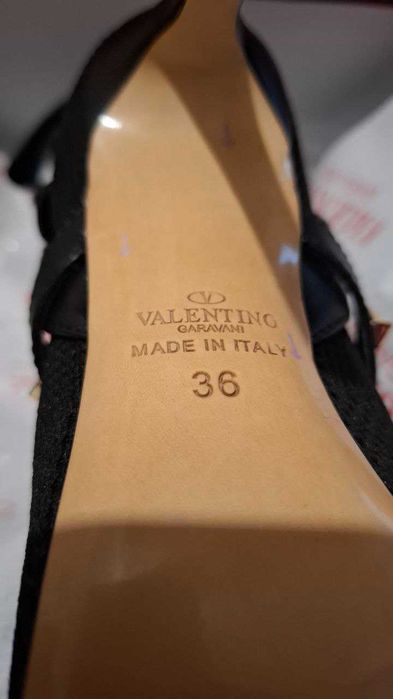 V
VALENTINO
GARAVANI
MADE IN ITALY
36